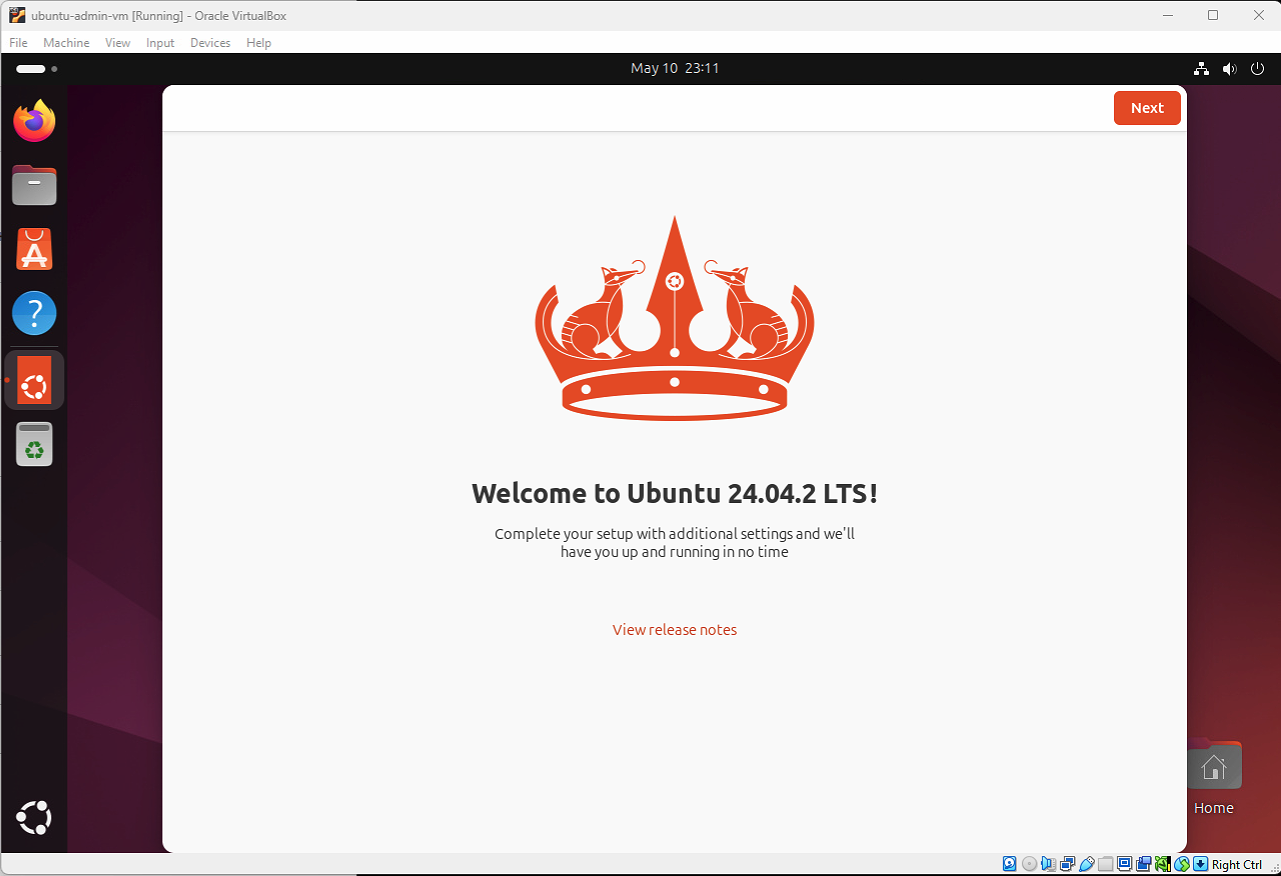 ubuntu-admin-vm [Running] - Oracle VirtualBox
File Machine View Input Devices Help
May 10 23:11
Next
Welcome to Ubuntu 24.04.2 LTS!
Complete your setup with additional settings and we'll
have you up and running in no time
View release notes
Home
Right Ctrl